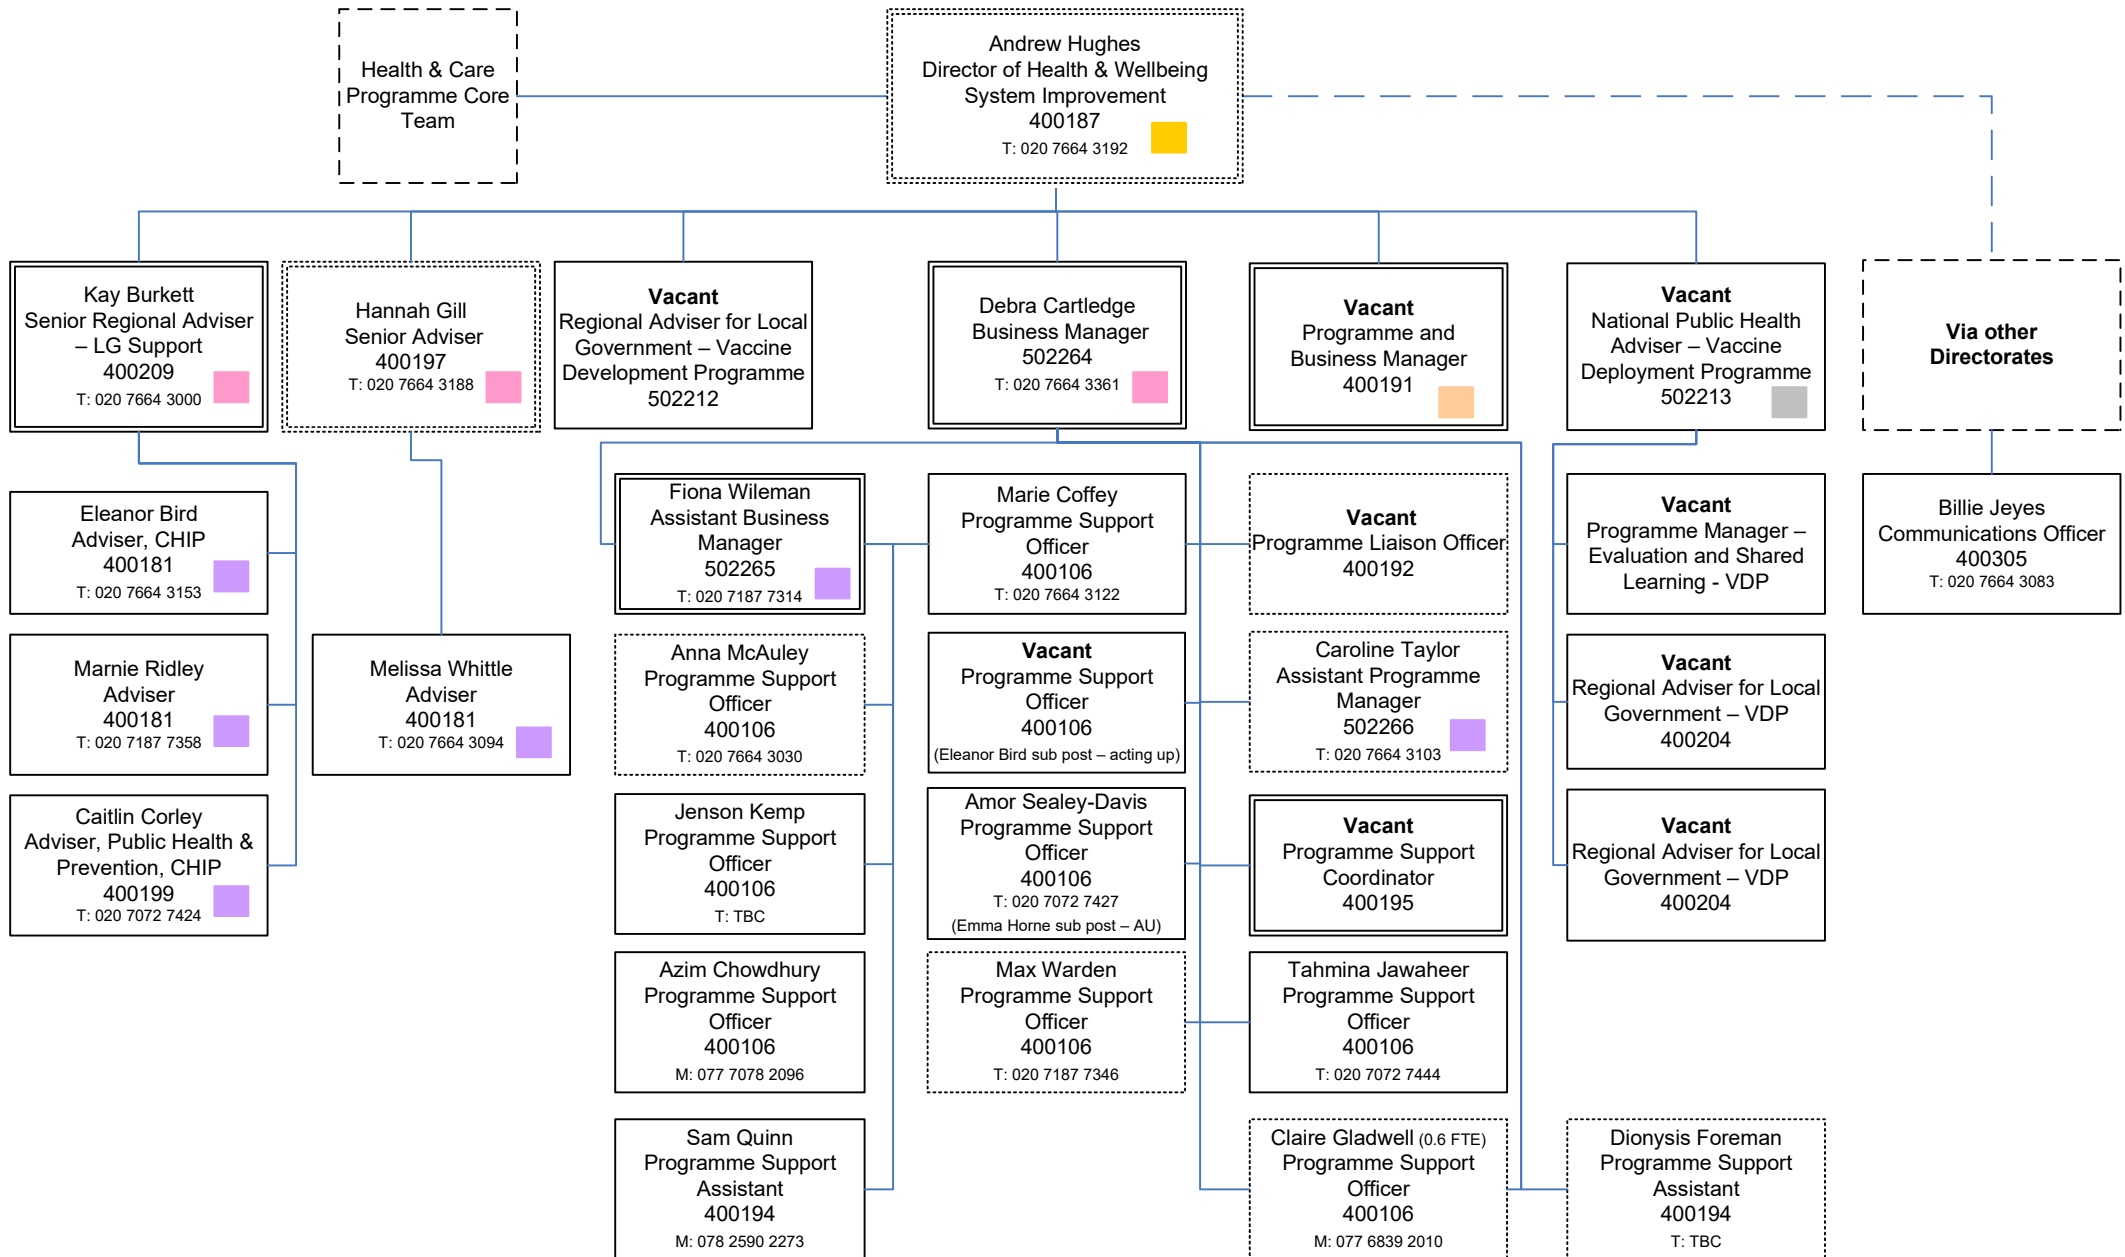 Health & Care
Programme Core
Team
Andrew Hughes
Director of Health & Wellbeing
System Improvement
400187
T: 020 7664 3192
Kay Burkett
Senior Regional Adviser
– LG Support
400209
T: 020 7664 3000
Hannah Gill
Senior Adviser
400197
T: 020 7664 3188
Vacant
Regional Adviser for Local
Government – Vaccine
Development Programme
502212
Debra Cartledge
Business Manager
502264
T: 020 7664 3361
Vacant
Programme and
Business Manager
400191
Vacant
National Public Health
Adviser – Vaccine
Deployment Programme
502213
Via other
Directorates
Eleanor Bird
Adviser, CHIP
400181
T: 020 7664 3153
Fiona Wileman
Assistant Business
Manager
502265
T: 020 7187 7314
Marie Coffey
Programme Support
Officer
400106
T: 020 7664 3122
Vacant
Programme Liaison Officer
400192
Vacant
Programme Manager –
Evaluation and Shared
Learning - VDP
Billie Jeyes
Communications Officer
400305
T: 020 7664 3083
Marnie Ridley
Adviser
400181
T: 020 7187 7358
Melissa Whittle
Adviser
400181
T: 020 7664 3094
Anna McAuley
Programme Support
Officer
400106
T: 020 7664 3030
Vacant
Programme Support
Officer
400106
(Eleanor Bird sub post – acting up)
Caroline Taylor
Assistant Programme
Manager
502266
T: 020 7664 3103
Vacant
Regional Adviser for Local
Government – VDP
400204
Caitlin Corley
Adviser, Public Health &
Prevention, CHIP
400199
T: 020 7072 7424
Jenson Kemp
Programme Support
Officer
400106
T: TBC
Amor Sealey-Davis
Programme Support
Officer
400106
T: 020 7072 7427
(Emma Horne sub post – AU)
Vacant
Programme Support
Coordinator
400195
Vacant
Regional Adviser for Local
Government – VDP
400204
Azim Chowdhury
Programme Support
Officer
400106
M: 077 7078 2096
Max Warden
Programme Support
Officer
400106
T: 020 7187 7346
Tahmina Jawaheer
Programme Support
Officer
400106
T: 020 7072 7444
Sam Quinn
Programme Support
Assistant
400194
M: 078 2590 2273
Claire Gladwell (0.6 FTE)
Programme Support
Officer
400106
M: 077 6839 2010
Dionysis Foreman
Programme Support
Assistant
400194
T: TBC